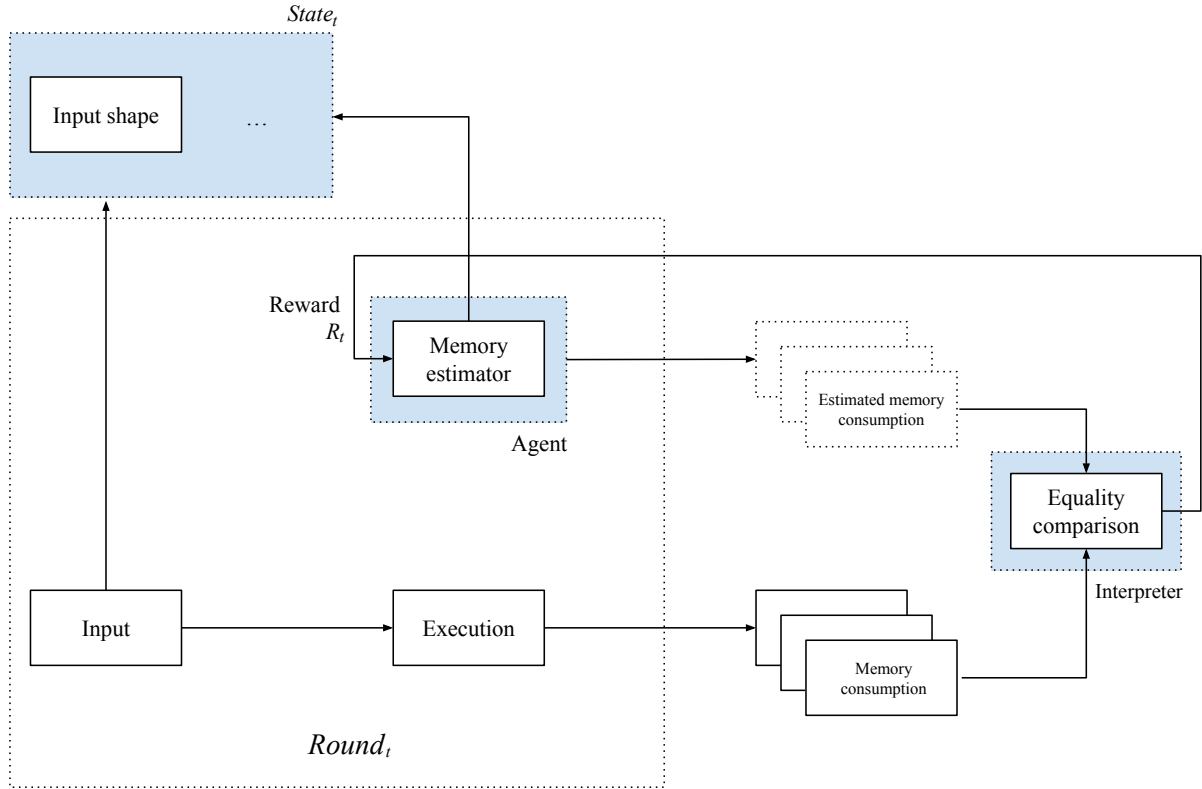 State_t
Input shape
…
Reward
R_t
Memory
estimator
Agent
Estimated memory
consumption
Equality
comparison
Interpreter
Input
Execution
Memory
consumption
Round_t